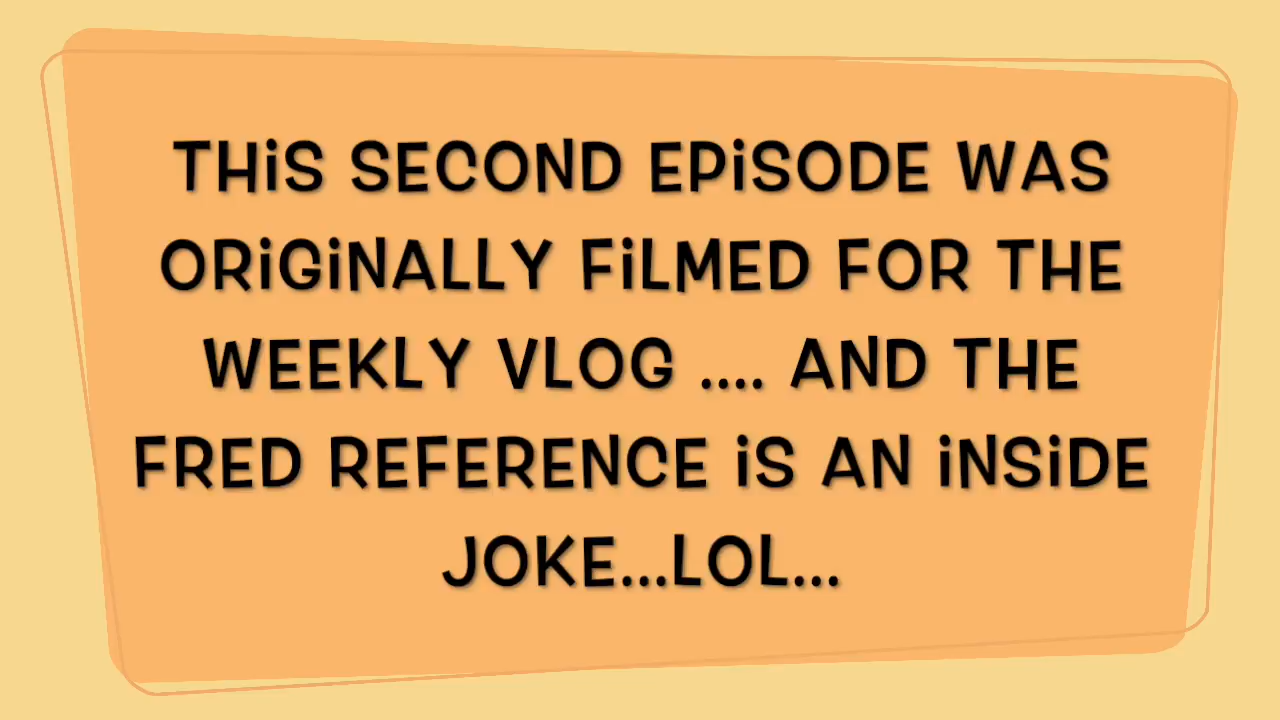 THiS SECOND EPiSODE WAS
ORiGiNALLY FiLMED FOR THE
WEEKLY VLOG .... AND THE
FRED REFERENCE iS AN iNSiDE
JOKE...LOL...